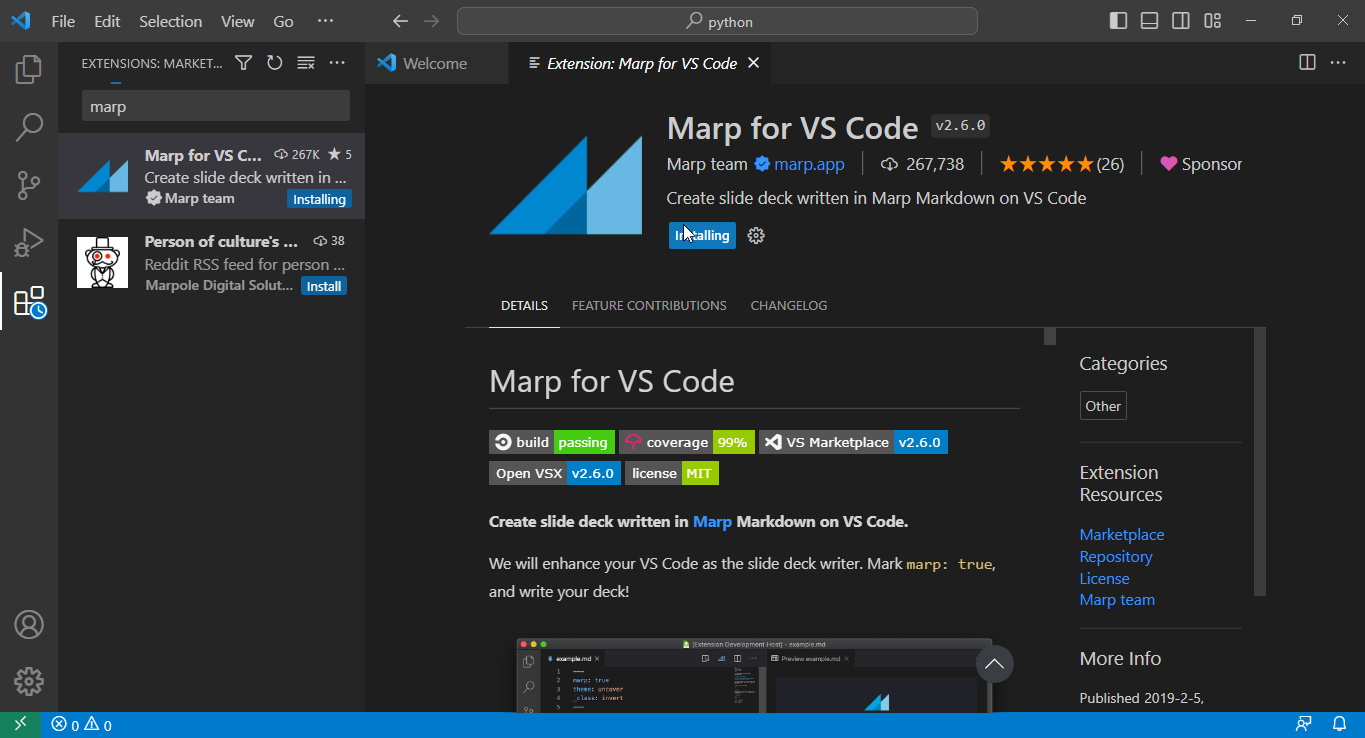 File Edit Selection View Go ···
python
EXTENSIONS: MARKET...
marp
Marp for VS C... 267K ★ 5
Create slide deck written in ...
Marp team Installing
Person of culture's ... 38
Reddit RSS feed for person ...
Marpole Digital Solut... Install
Welcome
Extension: Marp for VS Code
Marp for VS Code v2.6.0
Marp team marp.app 267,738 ★★★★★(26) Sponsor
Create slide deck written in Marp Markdown on VS Code
Installing
DETAILS FEATURE CONTRIBUTIONS CHANGELOG
Marp for VS Code
build passing coverage 99% VS Marketplace v2.6.0
Open VSX v2.6.0 license MIT
Create slide deck written in Marp Markdown on VS Code.
We will enhance your VS Code as the slide deck writer. Mark marp: true,
and write your deck!
[Extension Development Host] - example.md
example.md Preview example.md
1 ---
2 marp: true
3 theme: uncover
4 _class: invert
5 ---
Categories
Other
Extension
Resources
Marketplace
Repository
License
Marp team
More Info
Published 2019-2-5,
0 0